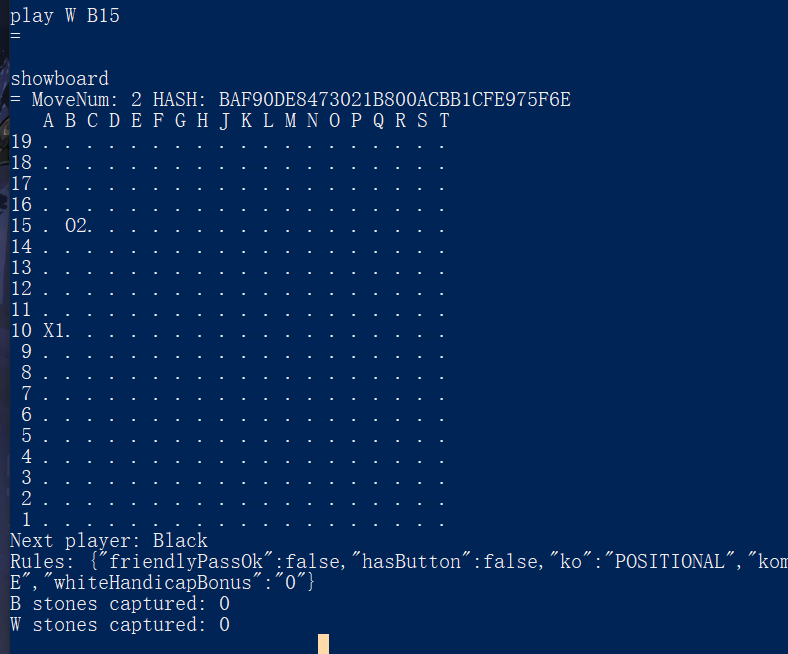 play W B15
=
showboard
= MoveNum: 2 HASH: BAF90DE8473021B800ACBB1CFE975F6E
A B C D E F G H J K L M N O P Q R S T
19 . . . . . . . . . . . . . . . . . . .
18 . . . . . . . . . . . . . . . . . . .
17 . . . . . . . . . . . . . . . . . . .
16 . . . . . . . . . . . . . . . . . . .
15 . O2. . . . . . . . . . . . . . . . .
14 . . . . . . . . . . . . . . . . . . .
13 . . . . . . . . . . . . . . . . . . .
12 . . . . . . . . . . . . . . . . . . .
11 . . . . . . . . . . . . . . . . . . .
10 X1. . . . . . . . . . . . . . . . . .
9 . . . . . . . . . . . . . . . . . . .
8 . . . . . . . . . . . . . . . . . . .
7 . . . . . . . . . . . . . . . . . . .
6 . . . . . . . . . . . . . . . . . . .
5 . . . . . . . . . . . . . . . . . . .
4 . . . . . . . . . . . . . . . . . . .
3 . . . . . . . . . . . . . . . . . . .
2 . . . . . . . . . . . . . . . . . . .
1 . . . . . . . . . . . . . . . . . . .
Next player: Black
Rules: {"friendlyPassOk":false,"hasButton":false,"ko":"POSITIONAL","kom
E","whiteHandicapBonus":"0"}
B stones captured: 0
W stones captured: 0